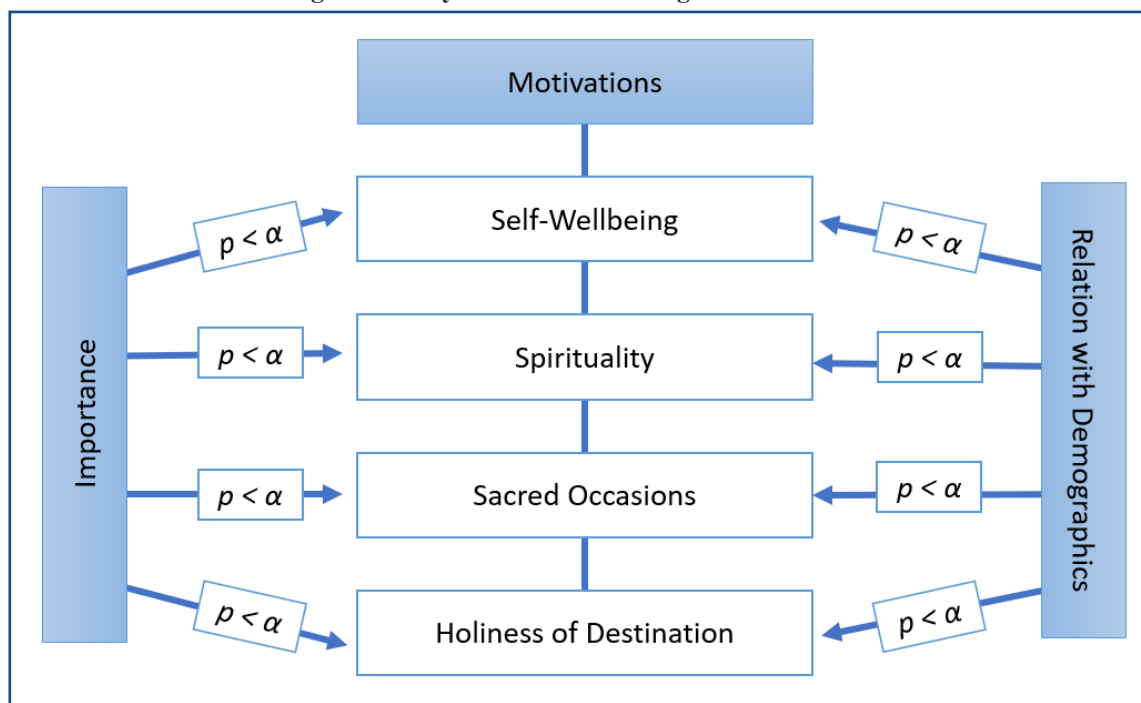 Motivations
Self-Wellbeing
p < α
p < α
Spirituality
p < α
p < α
Sacred Occasions
p < α
p < α
Holiness of Destination
p < α
p < α
Importance
Relation with Demographics